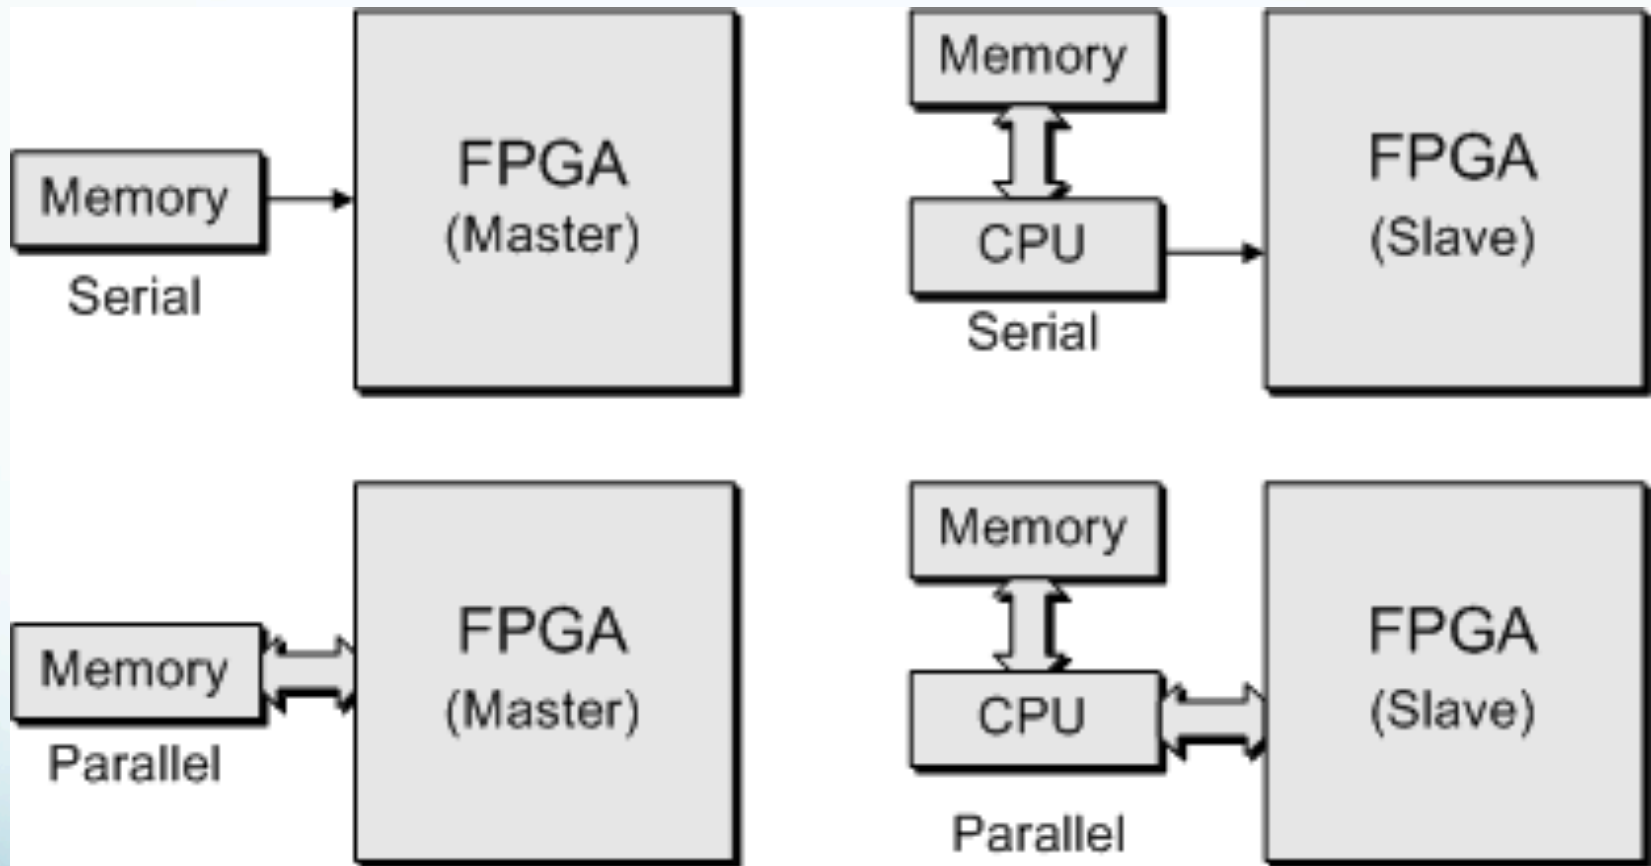 Memory
FPGA
(Master)
Serial
Memory
CPU
Serial
FPGA
(Slave)
Memory
FPGA
(Master)
Parallel
Memory
CPU
Parallel
FPGA
(Slave)